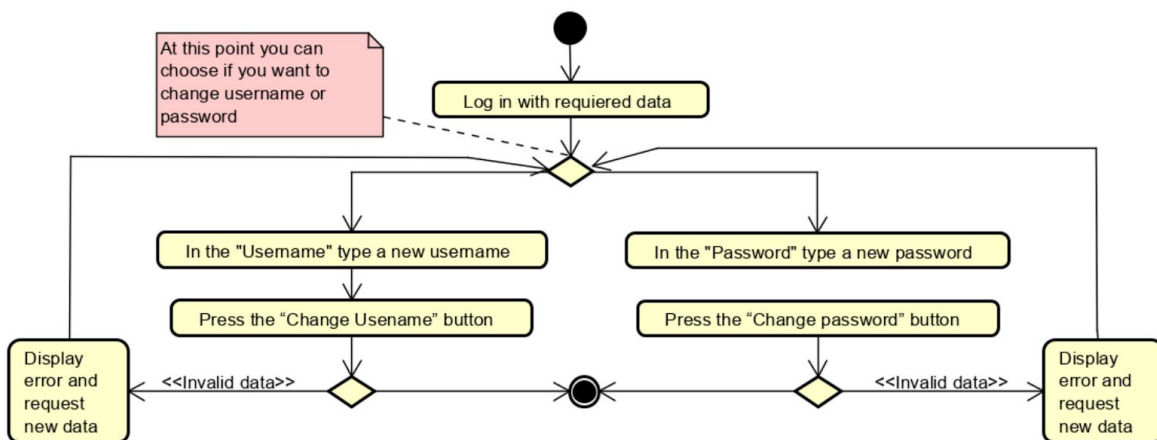 At this point you can
choose if you want to
change username or
password
Log in with requiered data
In the "Username" type a new username
In the "Password" type a new password
Press the “Change Usename” button
Press the “Change password” button
Display
error and
request
new data
<<Invalid data>>
<<Invalid data>>
Display
error and
request
new data